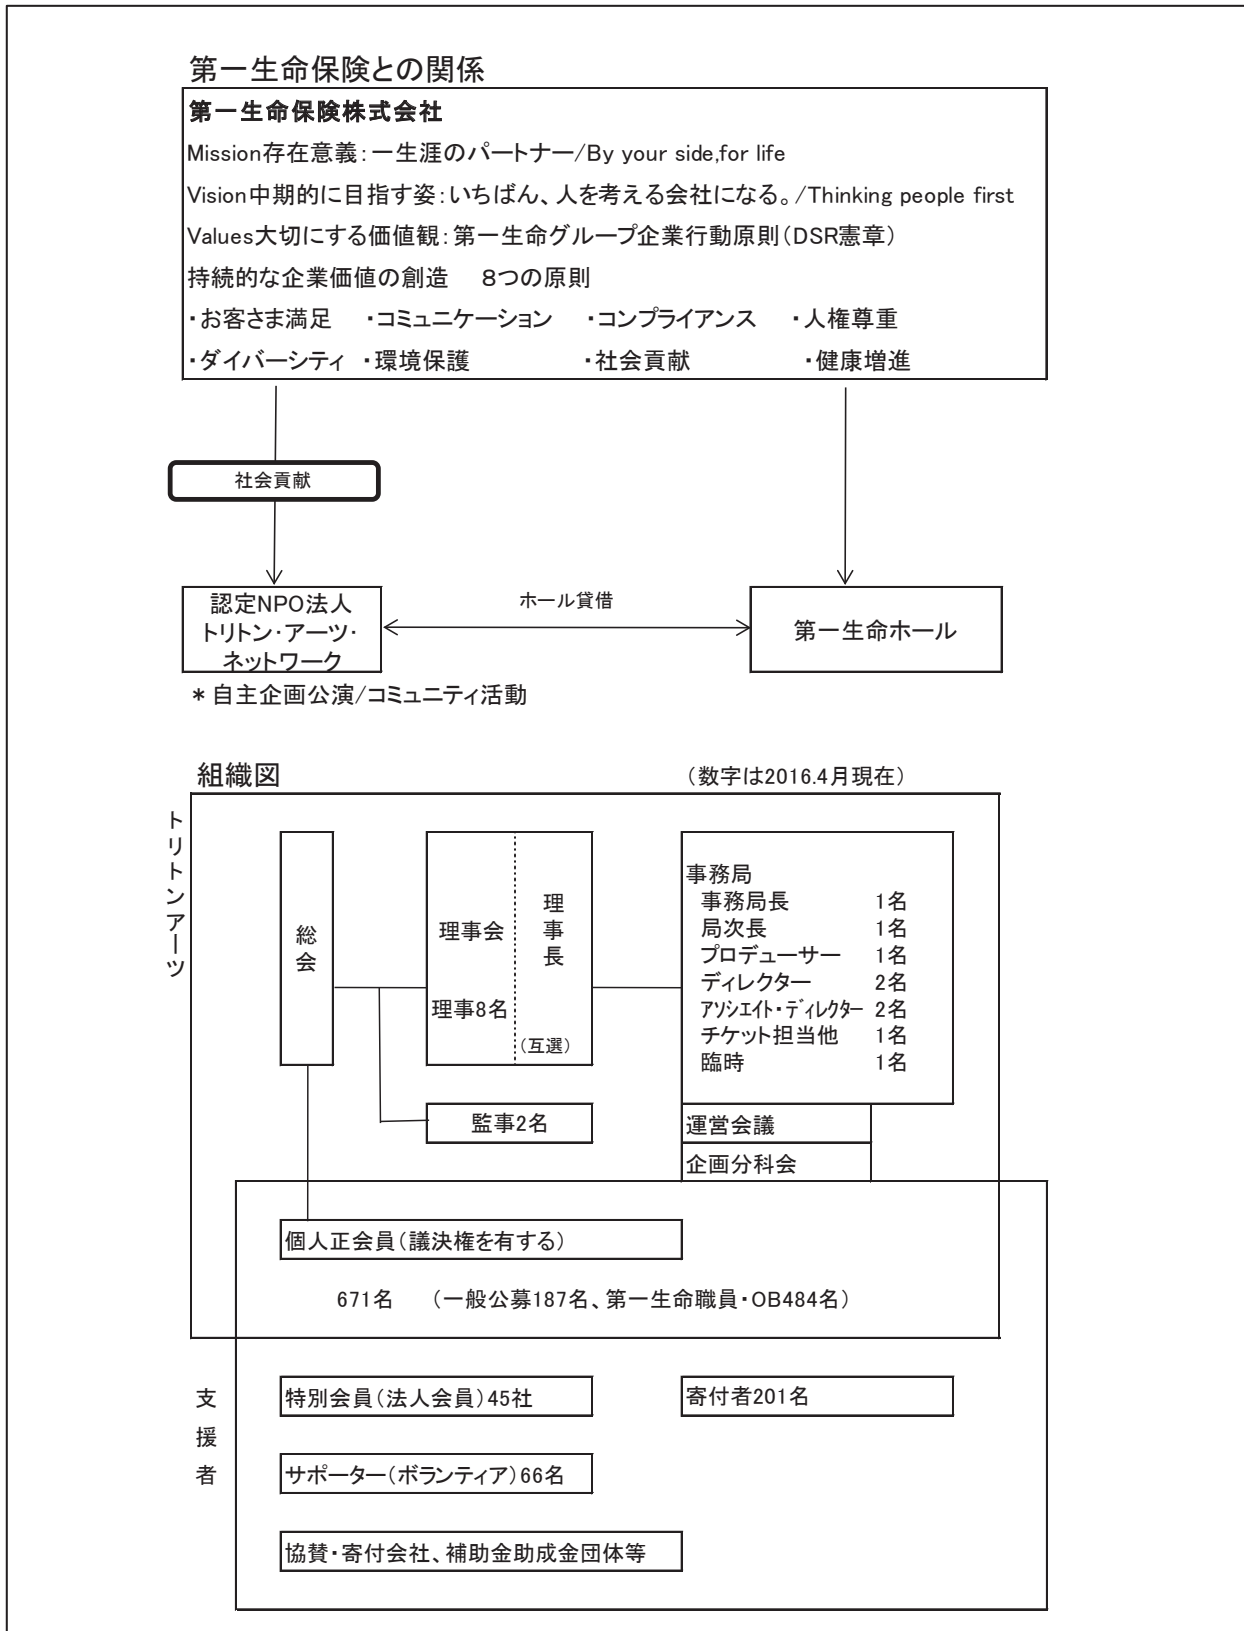 第一生命保険との関係
第一生命保険株式会社
Mission存在意義：一生涯のパートナー/By your side,for life
Vision中期的に目指す姿：いちばん、人を考える会社になる。/Thinking people first
Values大切にする価値観：第一生命グループ企業行動原則（DSR憲章）
持続的な企業価値の創造　８つの原則
・お客さま満足　・コミュニケーション　・コンプライアンス　・人権尊重
・ダイバーシティ ・環境保護　・社会貢献　・健康増進
社会貢献
認定NPO法人
トリトン・アーツ・
ネットワーク
ホール貸借
第一生命ホール
＊自主企画公演/コミュニティ活動
組織図
（数字は2016.4月現在）
トリトンアーツ
総会
理事会
理事8名
理事長
（互選）
事務局
事務局長　1名
局次長　1名
プロデューサー　1名
ディレクター　2名
ｱｿｼｴｲﾄ・ﾃﾞｨﾚｸﾀｰ 2名
チケット担当他　1名
臨時　1名
監事2名
運営会議
企画分科会
個人正会員（議決権を有する）
671名　（一般公募187名、第一生命職員・OB484名）
支援者
特別会員（法人会員）45社
寄付者201名
サポーター（ボランティア）66名
協賛・寄付会社、補助金助成金団体等